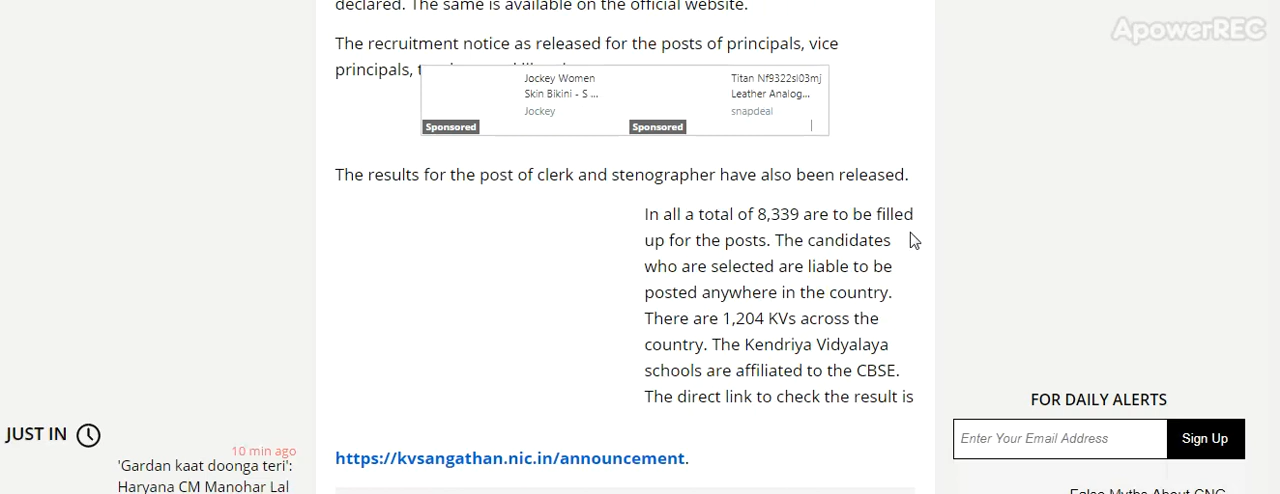 declared. The same is available on the official website.
ApowerREC
The recruitment notice as released for the posts of principals, vice
principals,
Jockey Women
Skin Bikini - S ...
Jockey
Sponsored
Titan Nf9322sl03mj
Leather Analog...
snapdeal
Sponsored
The results for the post of clerk and stenographer have also been released.
In all a total of 8,339 are to be filled
up for the posts. The candidates
who are selected are liable to be
posted anywhere in the country.
There are 1,204 KVs across the
country. The Kendriya Vidyalaya
schools are affiliated to the CBSE.
The direct link to check the result is
https://kvsangathan.nic.in/announcement.
JUST IN
10 min ago
'Gardan kaat doonga teri':
Haryana CM Manohar Lal
FOR DAILY ALERTS
Enter Your Email Address
Sign Up
False Myths About CNG